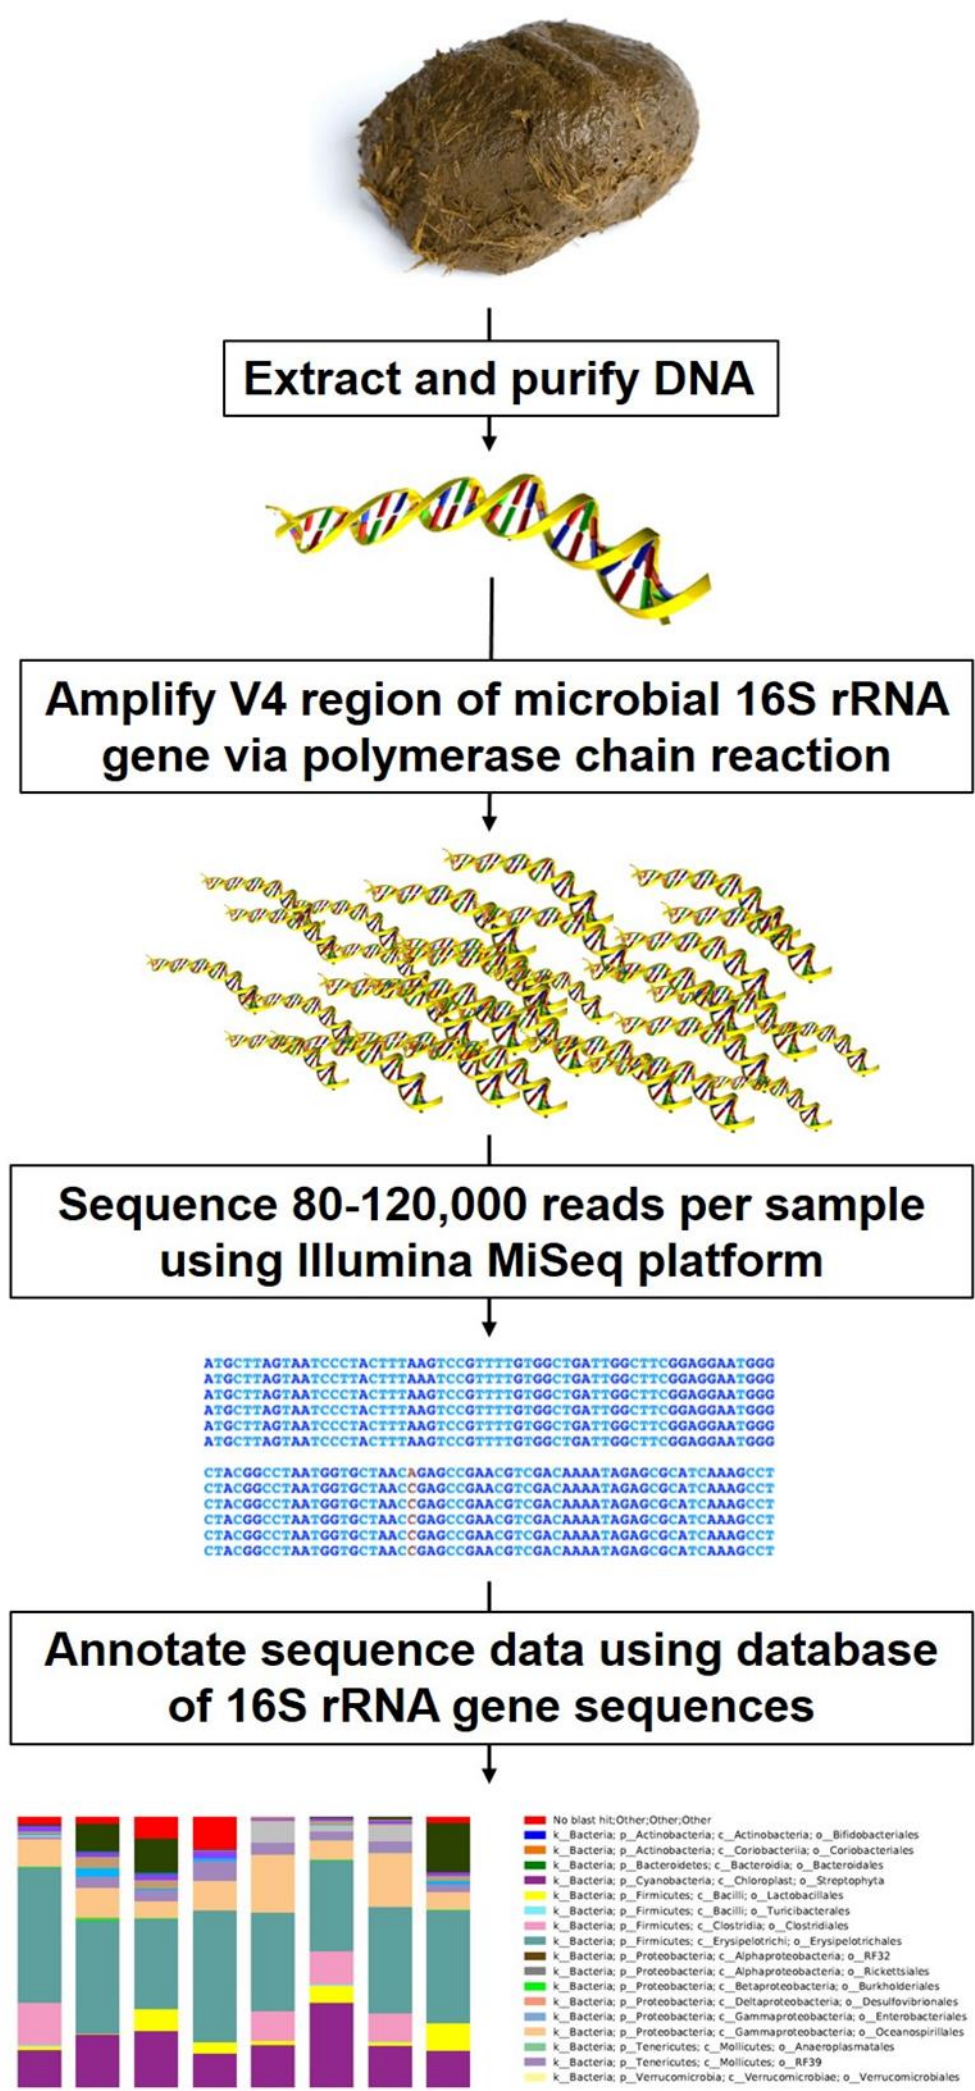 Extract and purify DNA
Amplify V4 region of microbial 16S rRNA
gene via polymerase chain reaction
Sequence 80-120,000 reads per sample
using Illumina MiSeq platform
ATGCTTAGTAATCCCTACTTTAAGTCCGTTTTGTGGCTGATTGGCTTCGGAGGAATGGG
ATGCTTAGTAATCCTTACTTTAAATCCGTTTTGTGGCTGATTGGCTTCGGAGGAATGGG
ATGCTTAGTAATCCCTACTTTAAGTCCGTTTTGTGGCTGATTGGCTTCGGAGGAATGGG
ATGCTTAGTAATCCCTACTTTAAGTCCGTTTTGTGGCTGATTGGCTTCGGAGGAATGGG
ATGCTTAGTAATCCCTACTTTAAGTCCGTTTTGTGGCTGATTGGCTTCGGAGGAATGGG
ATGCTTAGTAATCCCTACTTTAAGTCCGTTTTGTGGCTGATTGGCTTCGGAGGAATGGG
CTACGGCCTAATGGTGCTAACAGAGCCGAACGTCGACAAAATAGAGCGCATCAAAGCCT
CTACGGCCTAATGGTGCTAACCGAGCCGAACGTCGACAAAATAGAGCGCATCAAAGCCT
CTACGGCCTAATGGTGCTAACCGAGCCGAACGTCGACAAAATAGAGCGCATCAAAGCCT
CTACGGCCTAATGGTGCTAACCGAGCCGAACGTCGACAAAATAGAGCGCATCAAAGCCT
CTACGGCCTAATGGTGCTAACCGAGCCGAACGTCGACAAAATAGAGCGCATCAAAGCCT
CTACGGCCTAATGGTGCTAACCGAGCCGAACGTCGACAAAATAGAGCGCATCAAAGCCT
Annotate sequence data using database
of 16S rRNA gene sequences
No blast hit;Other;Other;Other
k__Bacteria; p__Actinobacteria; c__Actinobacteria; o__Bifidobacteriales
k__Bacteria; p__Actinobacteria; c__Coriobacteriia; o__Coriobacteriales
k__Bacteria; p__Bacteroidetes; c__Bacteroidia; o__Bacteroidales
k__Bacteria; p__Cyanobacteria; c__Chloroplast; o__Streptophyta
k__Bacteria; p__Firmicutes; c__Bacilli; o__Lactobacillales
k__Bacteria; p__Firmicutes; c__Bacilli; o__Turicibacterales
k__Bacteria; p__Firmicutes; c__Clostridia; o__Clostridiales
k__Bacteria; p__Firmicutes; c__Erysipelotrichi; o__Erysipelotrichales
k__Bacteria; p__Proteobacteria; c__Alphaproteobacteria; o__RF32
k__Bacteria; p__Proteobacteria; c__Alphaproteobacteria; o__Rickettsiales
k__Bacteria; p__Proteobacteria; c__Betaproteobacteria; o__Burkholderiales
k__Bacteria; p__Proteobacteria; c__Deltaproteobacteria; o__Desulfovibrionales
k__Bacteria; p__Proteobacteria; c__Gammaproteobacteria; o__Enterobacteriales
k__Bacteria; p__Proteobacteria; c__Gammaproteobacteria; o__Oceanospirillales
k__Bacteria; p__Tenericutes; c__Mollicutes; o__Anaeroplasmatales
k__Bacteria; p__Tenericutes; c__Mollicutes; o__RF39
k__Bacteria; p__Verrucomicrobia; c__Verrucomicrobiae; o__Verrucomicrobiales